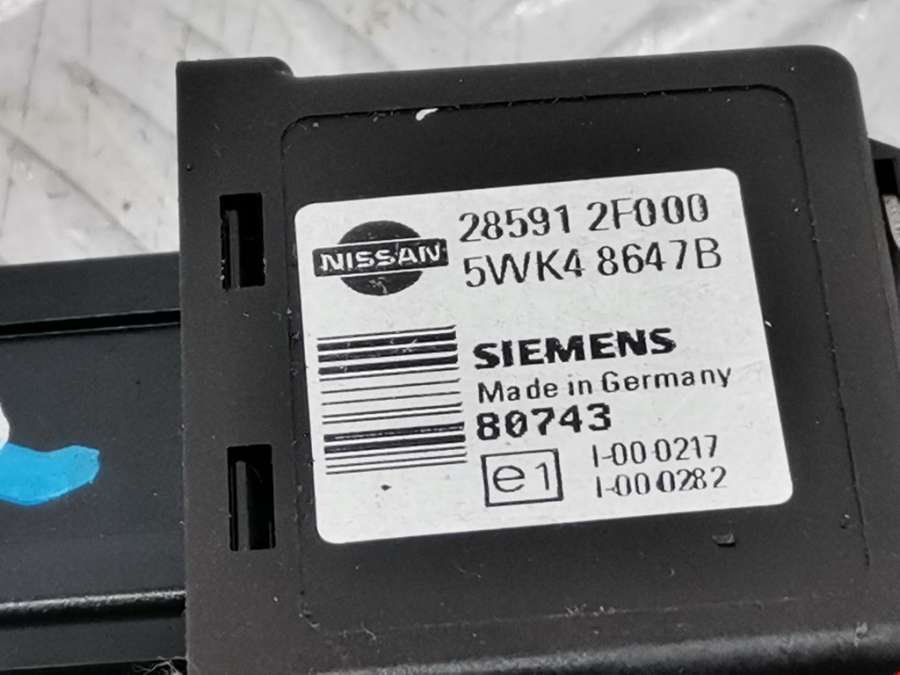 NISSAN
28591 2F000
5WK4 8647B
SIEMENS
Made in Germany
80743
e1
I-00 0217
I-00 0282